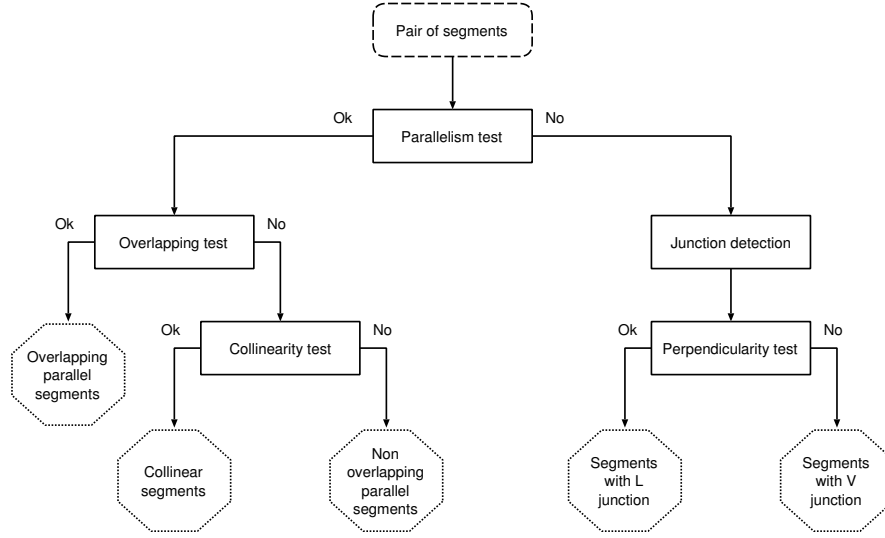 Pair of segments
Ok
No
Parallelism test
Ok
No
Overlapping test
Junction detection
Ok
No
Collinearity test
Ok
No
Perpendicularity test
Overlapping
parallel
segments
Collinear
segments
Non
overlapping
parallel
segments
Segments
with L
junction
Segments
with V
junction